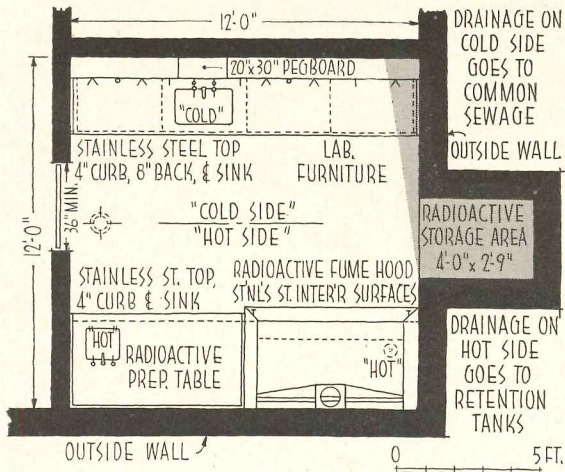 12'-0"
DRAINAGE ON
COLD SIDE
GOES TO
COMMON
SEWAGE
20"x30" PEGBOARD
"COLD"
OUTSIDE WALL
STAINLESS STEEL TOP
4" CURB, 8" BACK, & SINK
LAB.
FURNITURE
12'-0"
36" MIN.
"COLD SIDE"
"HOT SIDE"
RADIOACTIVE
STORAGE AREA
4'-0" x 2'-9"
STAINLESS ST. TOP,
4" CURB & SINK
RADIOACTIVE FUME HOOD
ST'NL'S ST. INTER'R SURFACES
"HOT"
RADIOACTIVE
PREP. TABLE
"HOT"
DRAINAGE ON
HOT SIDE
GOES TO
RETENTION
TANKS
OUTSIDE WALL
0 5 FT.